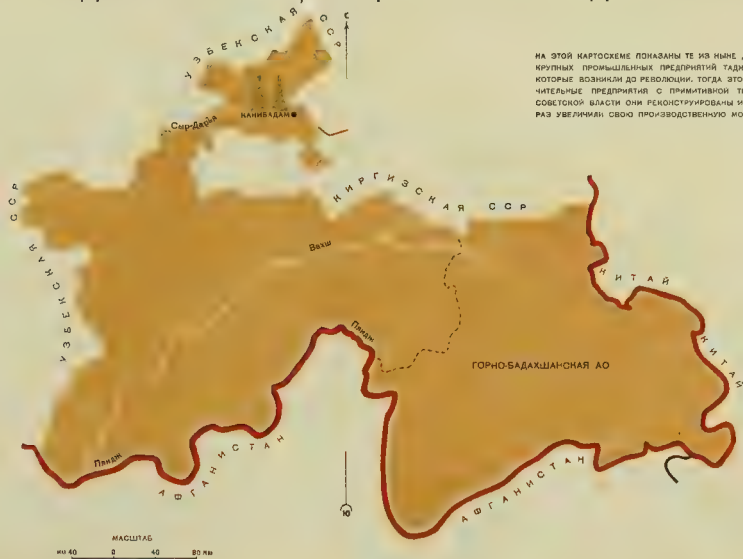 УЗБЕКСКАЯ ССР
С
НА ЭТОЙ КАРТОСХЕМЕ ПОКАЗАНЫ ТЕ ИЗ НЫНЕ
КРУПНЫХ ПРОМЫШЛЕННЫХ ПРЕДПРИЯТИЙ
КОТОРЫЕ ВОЗНИКЛИ ДО РЕВОЛЮЦИИ. ТОГДА ЭТО
ЧИТЕЛЬНЫЕ ПРЕДПРИЯТИЯ С ПРИМИТИВНОЙ
СОВЕТСКОЙ ВЛАСТИ ОНИ РЕКОНСТРУИРОВАНЫ И
РАЗ УВЕЛИЧИЛИ СВОЮ ПРОИЗВОДСТВЕННУЮ
КАНИБАДАМ
Сыр-Дарья
КИРГИЗСКАЯ ССР
УЗБЕКСКАЯ ССР
Вахш
КИТАЙ
Пяндж
КИТАЙ
ГОРНО-БАДАХШАНСКАЯ АО
Пяндж
АФГАНИСТАН
АФГАНИСТАН
Ю
МАСШТАБ
км 40 0 40 80 км